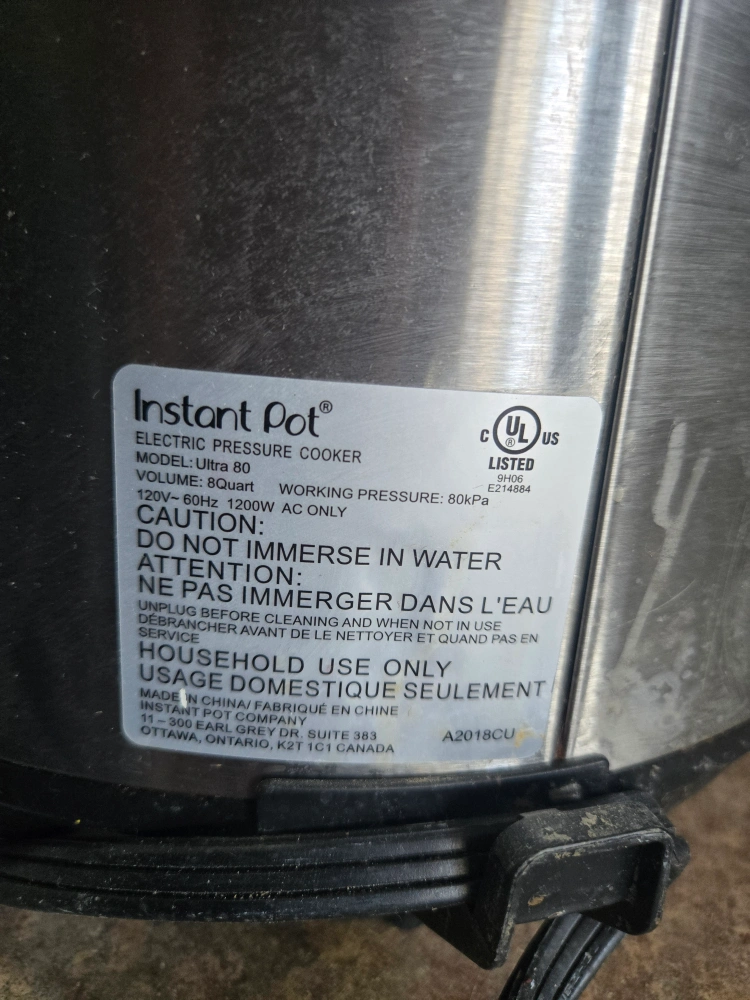 Instant Pot®
ELECTRIC PRESSURE COOKER
MODEL: Ultra 80
VOLUME: 8Quart WORKING PRESSURE: 80kPa
120V~ 60Hz 1200W AC ONLY
C UL ® US
LISTED
9H06
E214884
CAUTION:
DO NOT IMMERSE IN WATER
ATTENTION:
NE PAS IMMERGER DANS L'EAU
UNPLUG BEFORE CLEANING AND WHEN NOT IN USE
DÉBRANCHER AVANT DE LE NETTOYER ET QUAND PAS EN
SERVICE
HOUSEHOLD USE ONLY
USAGE DOMESTIQUE SEULEMENT
MADE IN CHINA/ FABRIQUÉ EN CHINE
INSTANT POT COMPANY
11 – 300 EARL GREY DR. SUITE 383
OTTAWA, ONTARIO, K2T 1C1 CANADA
A2018CU